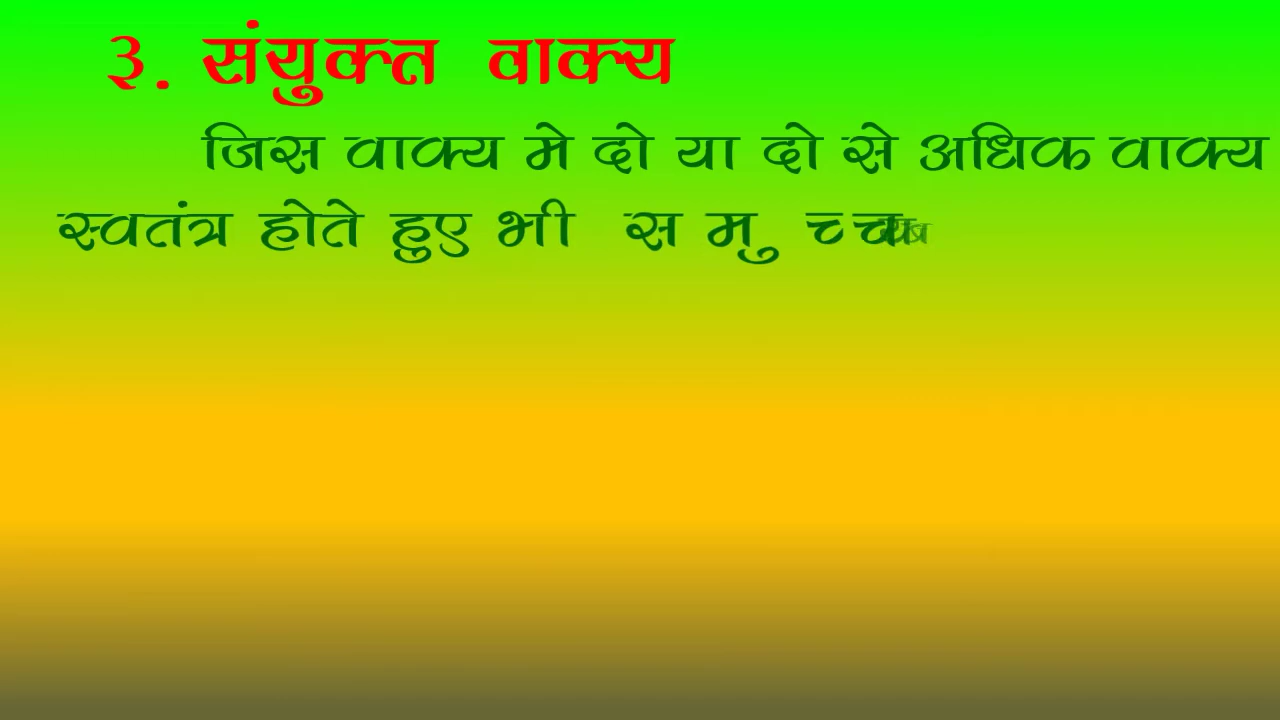 ३. संयुक्त वाक्य
जिस वाक्य मे दो या दो से अधिक वाक्य
स्वतंत्र होते हुए भी